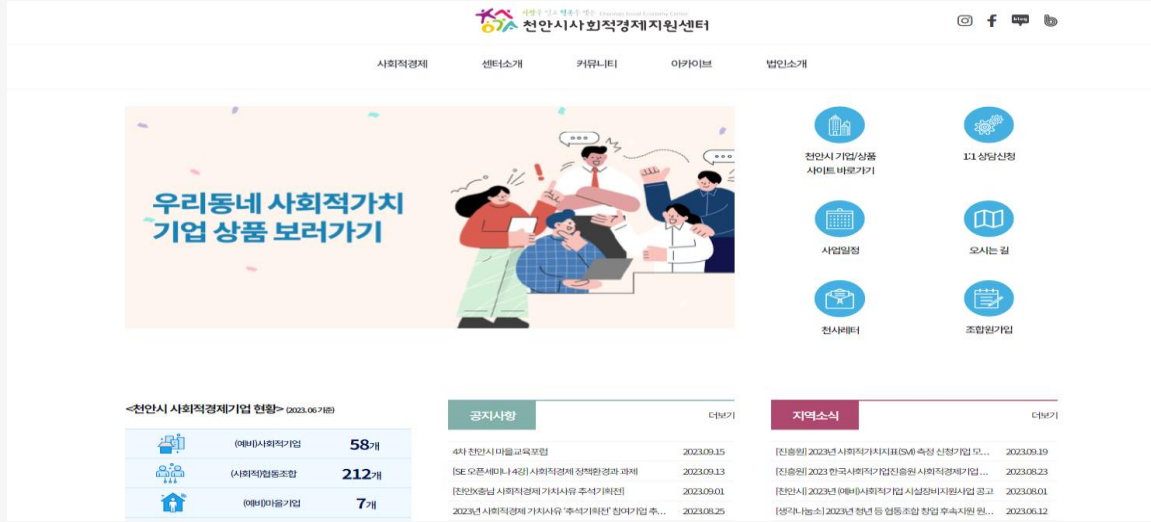 사람을 잇고 행복을 여는 Cheonan Social Economy Center
천안시사회적경제지원센터
blog
사회적경제
센터소개
커뮤니티
아카이브
법인소개
우리동네 사회적가치
기업 상품 보러가기
천안시 기업/상품
사이트 바로가기
1:1 상담신청
사업일정
오시는 길
천사레터
조합원가입
<천안시 사회적경제기업 현황> (2023. 06 기준)
(예비)사회적기업 58개
(사회적)협동조합 212개
(예비)마을기업 7개
공지사항 더보기
4차 천안시 마을교육포럼 2023.09.15
[SE 오픈세미나 4강] 사회적경제 정책환경과 과제 2023.09.13
[천안X충남 사회적경제 가치사유 추석기획전] 2023.09.01
2023년 사회적경제 가치사유 '추석기획전' 참여기업 추... 2023.08.25
지역소식 더보기
[진흥원] 2023년 사회적가치지표(SVI) 측정 신청기업 모... 2023.09.19
[진흥원] 2023 한국사회적기업진흥원 사회적경제기업 ... 2023.08.23
[천안시] 2023년 (예비)사회적기업 시설장비지원사업 공고 2023.08.01
[생각나눔소] 2023년 청년 등 협동조합 창업 후속지원 원... 2023.06.12